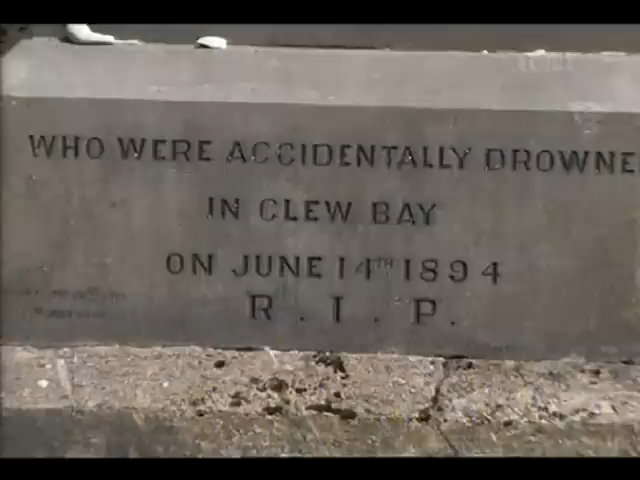 WHO WERE ACCIDENTALLY DROWNE
IN CLEW BAY
ON JUNE 14TH 1894
R. I. P.